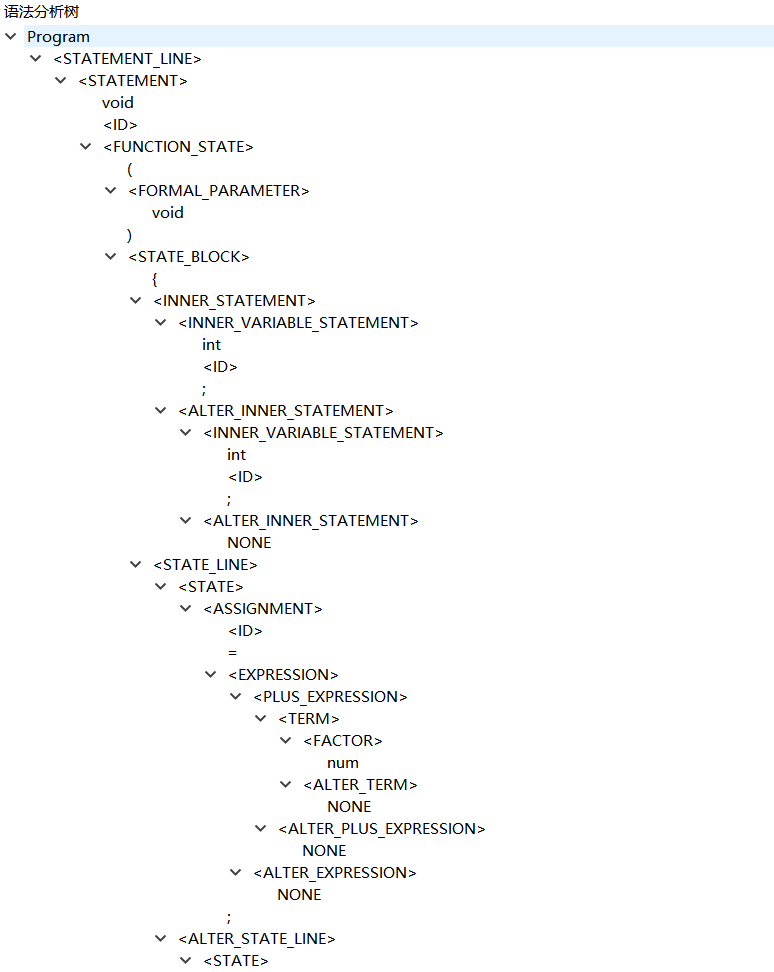 语法分析树
Program
<STATEMENT_LINE>
<STATEMENT>
void
<ID>
<FUNCTION_STATE>
(
<FORMAL_PARAMETER>
void
)
<STATE_BLOCK>
{
<INNER_STATEMENT>
<INNER_VARIABLE_STATEMENT>
int
<ID>
;
<ALTER_INNER_STATEMENT>
<INNER_VARIABLE_STATEMENT>
int
<ID>
;
<ALTER_INNER_STATEMENT>
NONE
<STATE_LINE>
<STATE>
<ASSIGNMENT>
<ID>
=
<EXPRESSION>
<PLUS_EXPRESSION>
<TERM>
<FACTOR>
num
<ALTER_TERM>
NONE
<ALTER_PLUS_EXPRESSION>
NONE
<ALTER_EXPRESSION>
NONE
;
<ALTER_STATE_LINE>
<STATE>